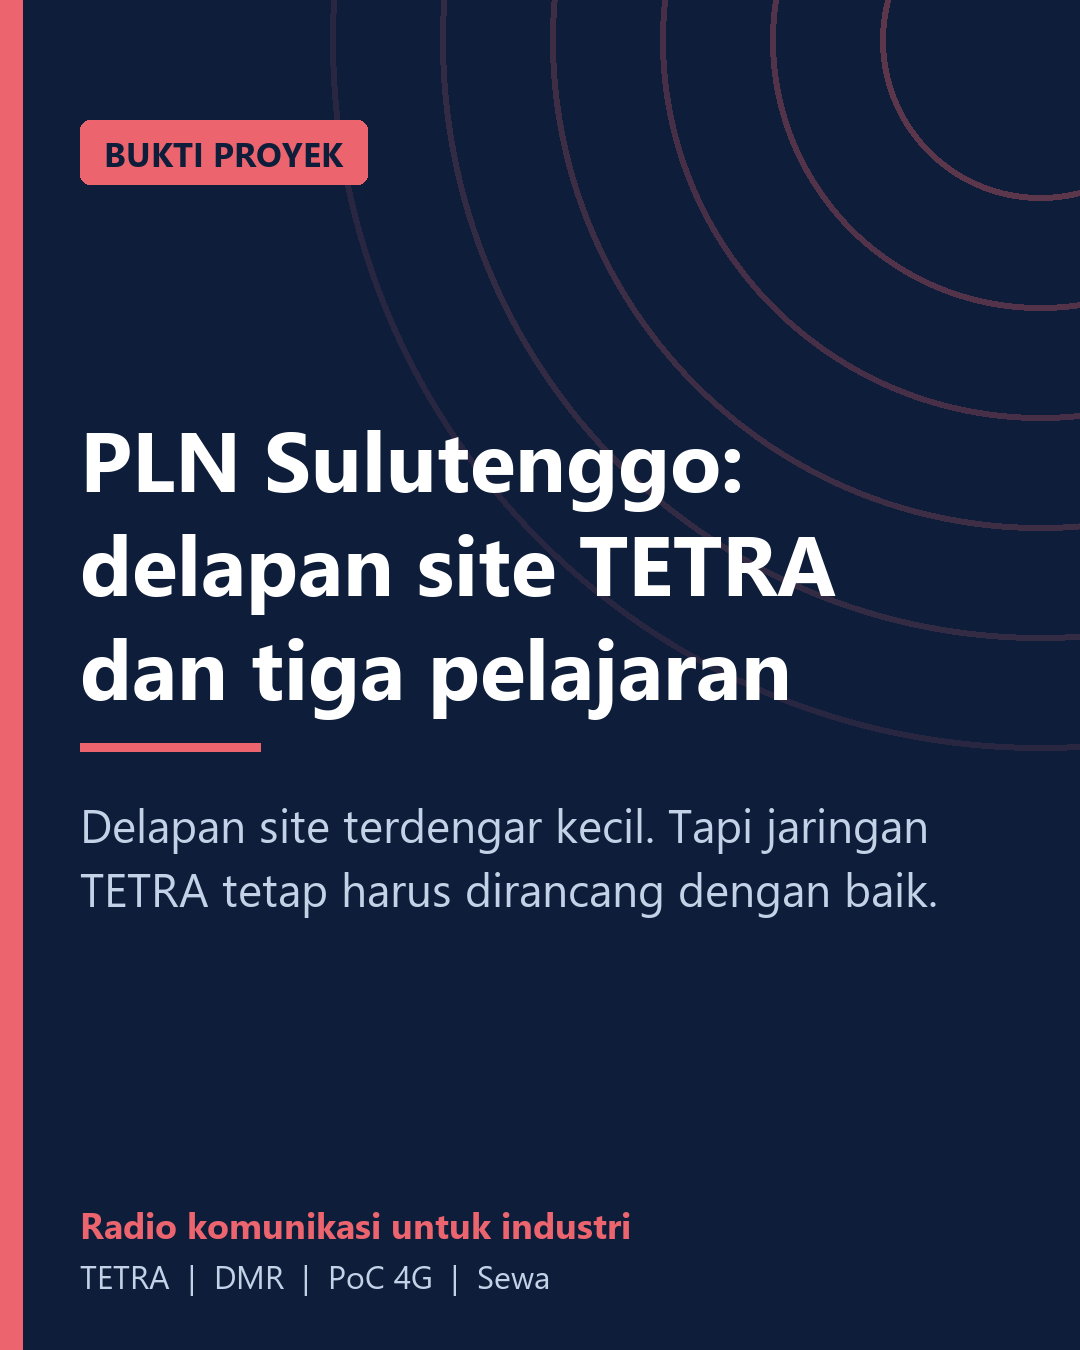 BUKTI PROYEK
PLN Sulutenggo:
delapan site TETRA
dan tiga pelajaran
Delapan site terdengar kecil. Tapi jaringan
TETRA tetap harus dirancang dengan baik.
Radio komunikasi untuk industri
TETRA | DMR | PoC 4G | Sewa